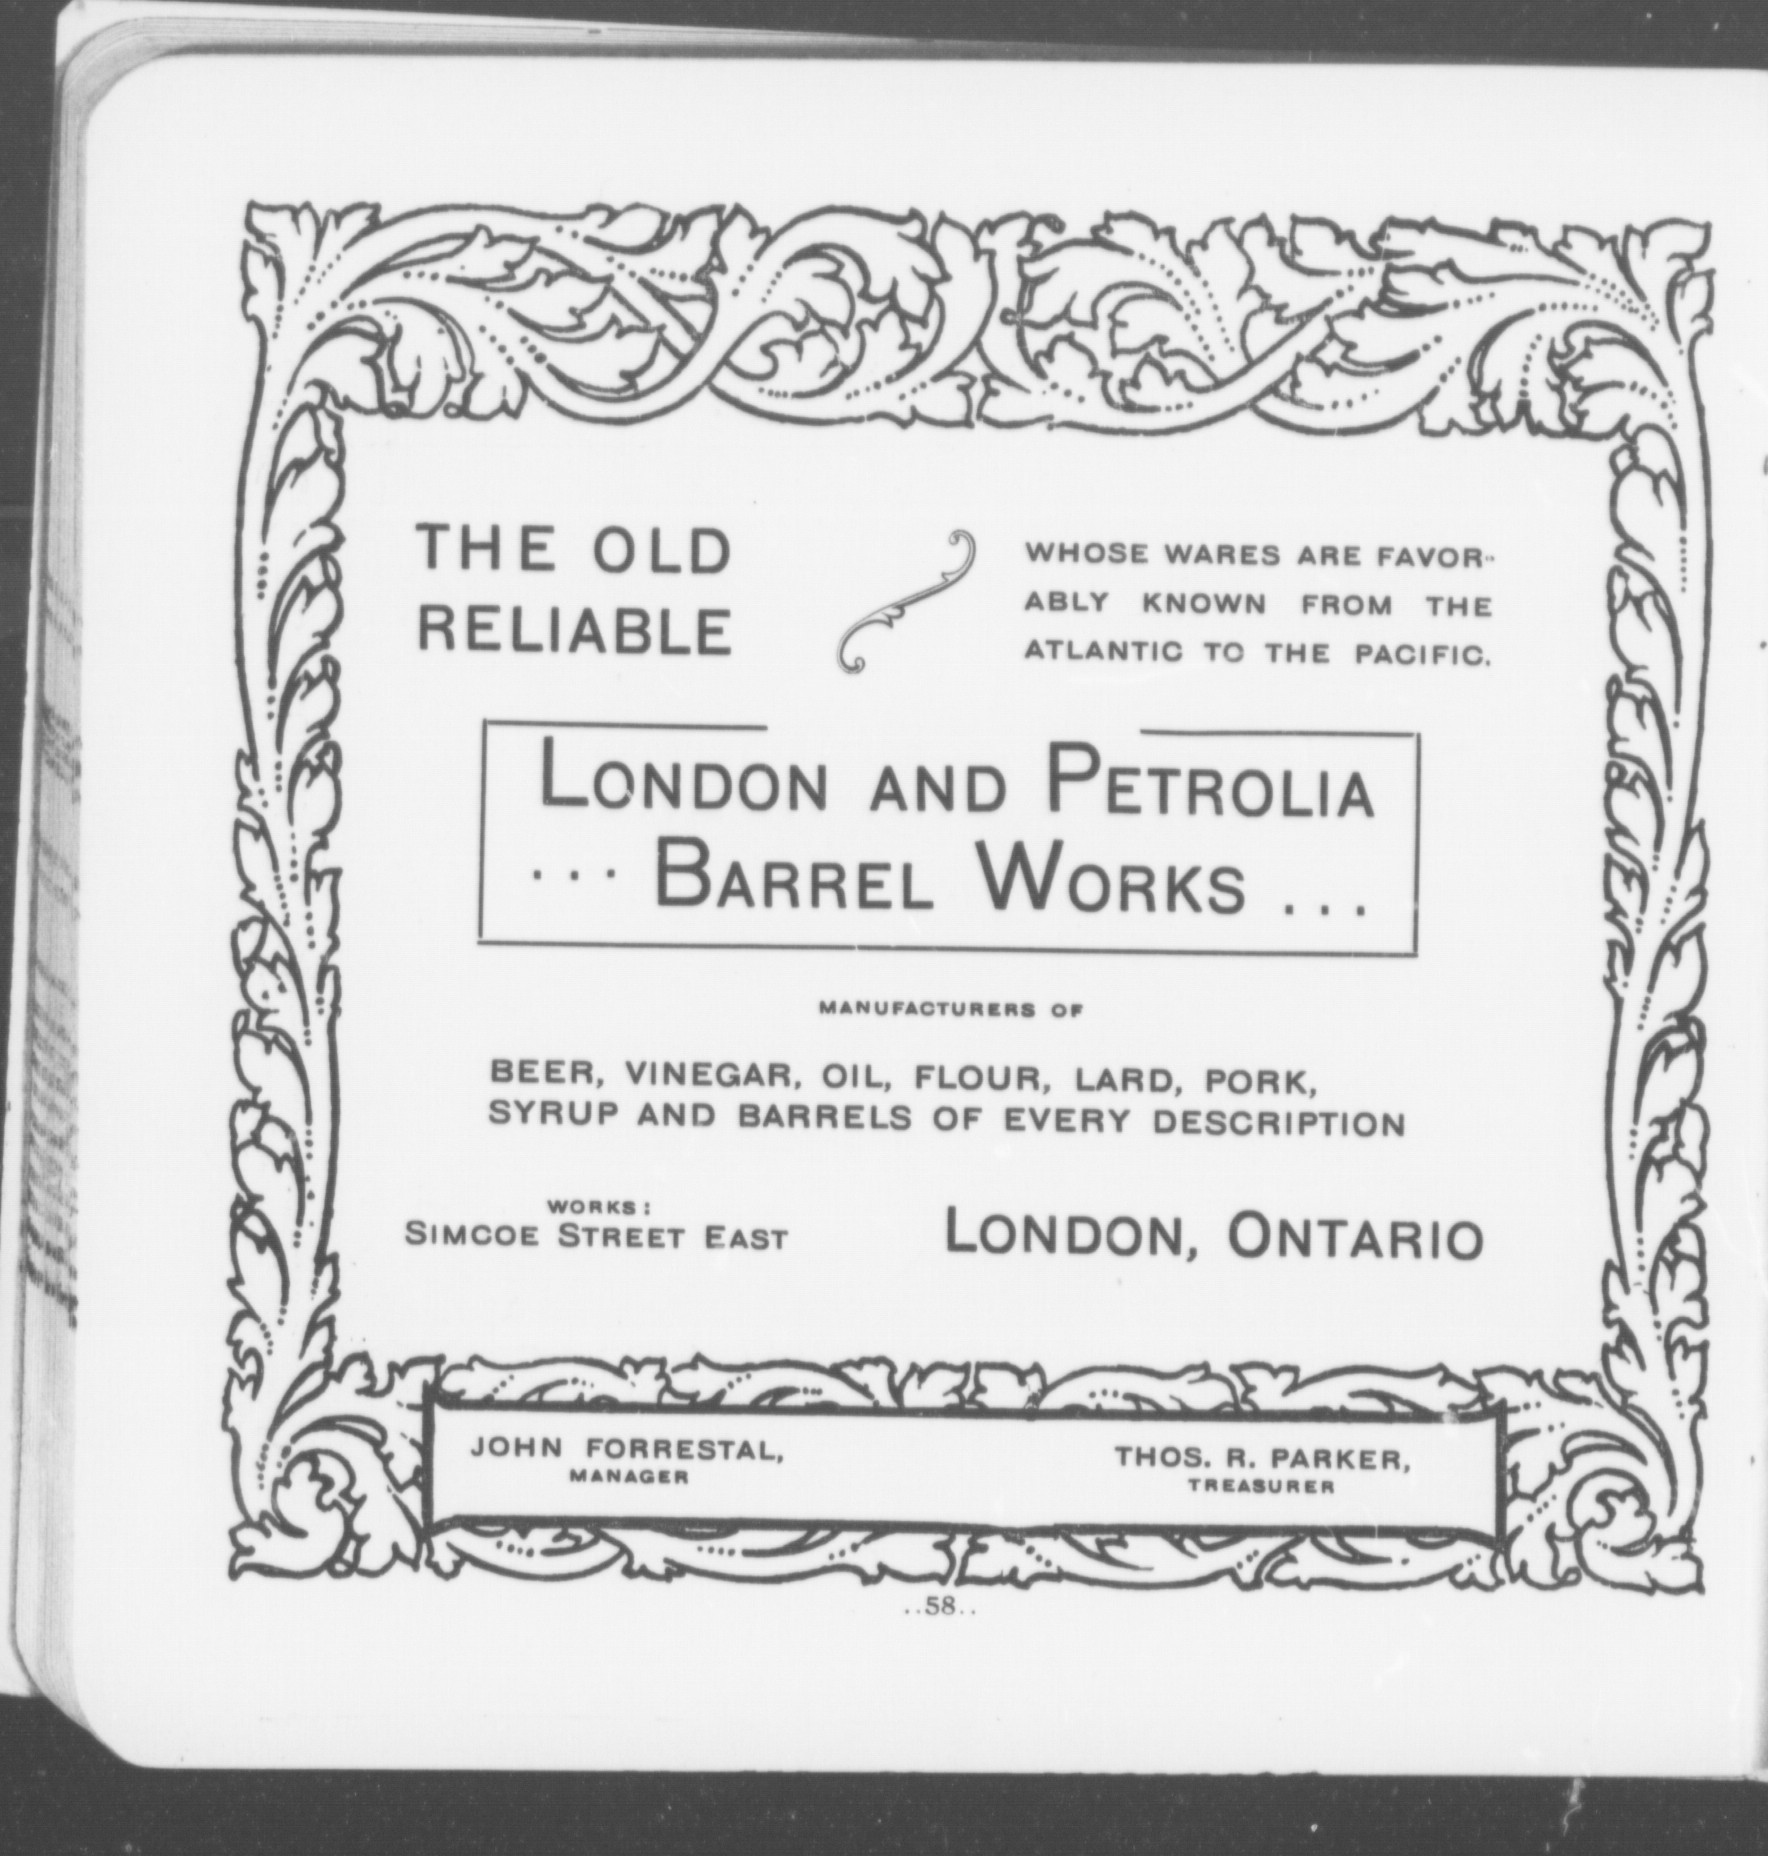 THE OLD
RELIABLE
WHOSE WARES ARE FAVOR-
ABLY KNOWN FROM THE
ATLANTIC TO THE PACIFIC.
LONDON AND PETROLIA
... BARREL WORKS ...
MANUFACTURERS OF
BEER, VINEGAR, OIL, FLOUR, LARD, PORK,
SYRUP AND BARRELS OF EVERY DESCRIPTION
WORKS:
SIMCOE STREET EAST
LONDON, ONTARIO
JOHN FORRESTAL,
MANAGER
THOS. R. PARKER,
TREASURER
..58..